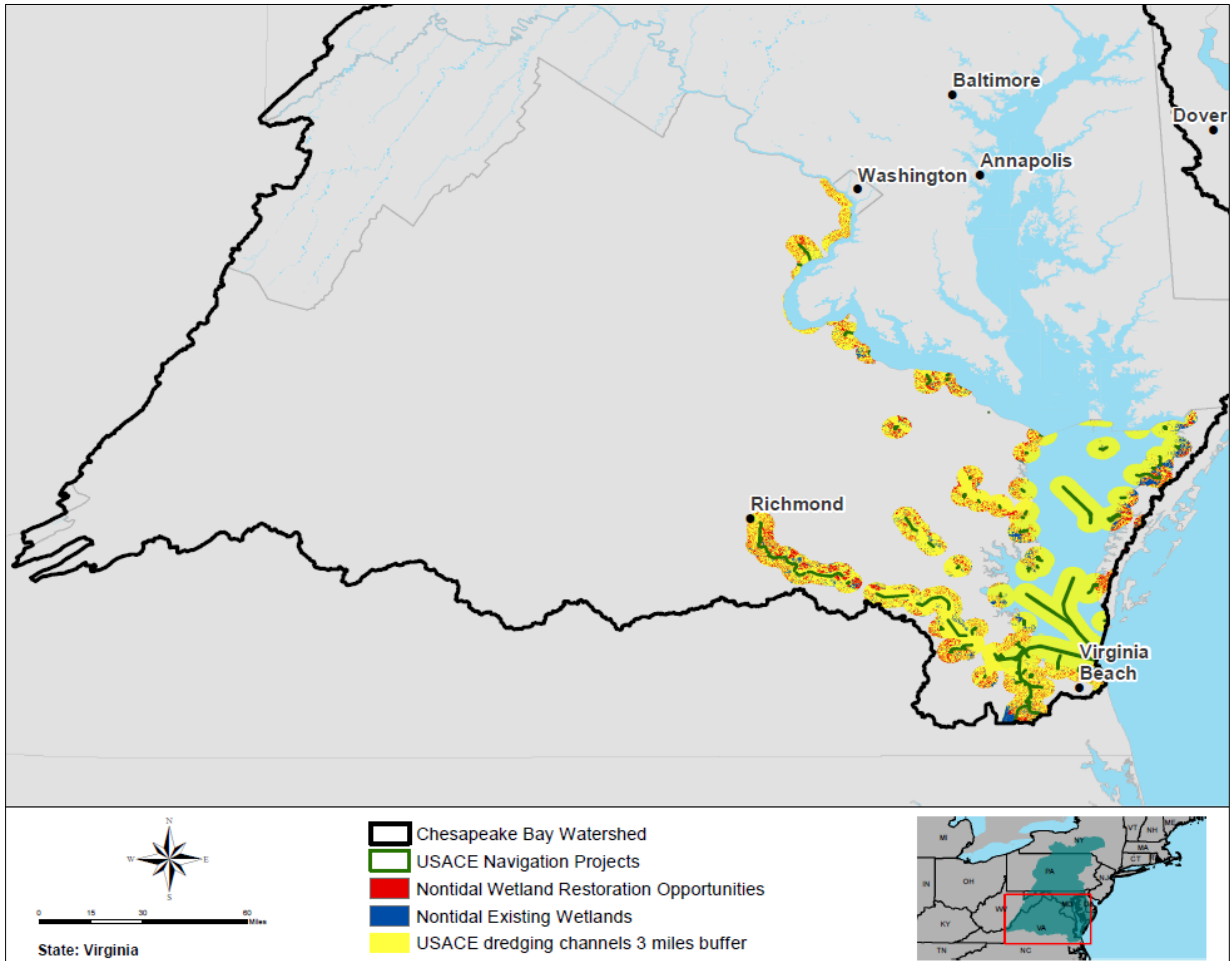 Baltimore
Dover
Annapolis
Washington
Richmond
Virginia
Beach
N
W
E
S
0
15
30
60
Miles
State: Virginia
Chesapeake Bay Watershed
USACE Navigation Projects
Nontidal Wetland Restoration Opportunities
Nontidal Existing Wetlands
USACE dredging channels 3 miles buffer
MI
NY
VT
NH
ME
MA
CT
PA
NJ
OH
IN
WV
KY
VA
TN
NC